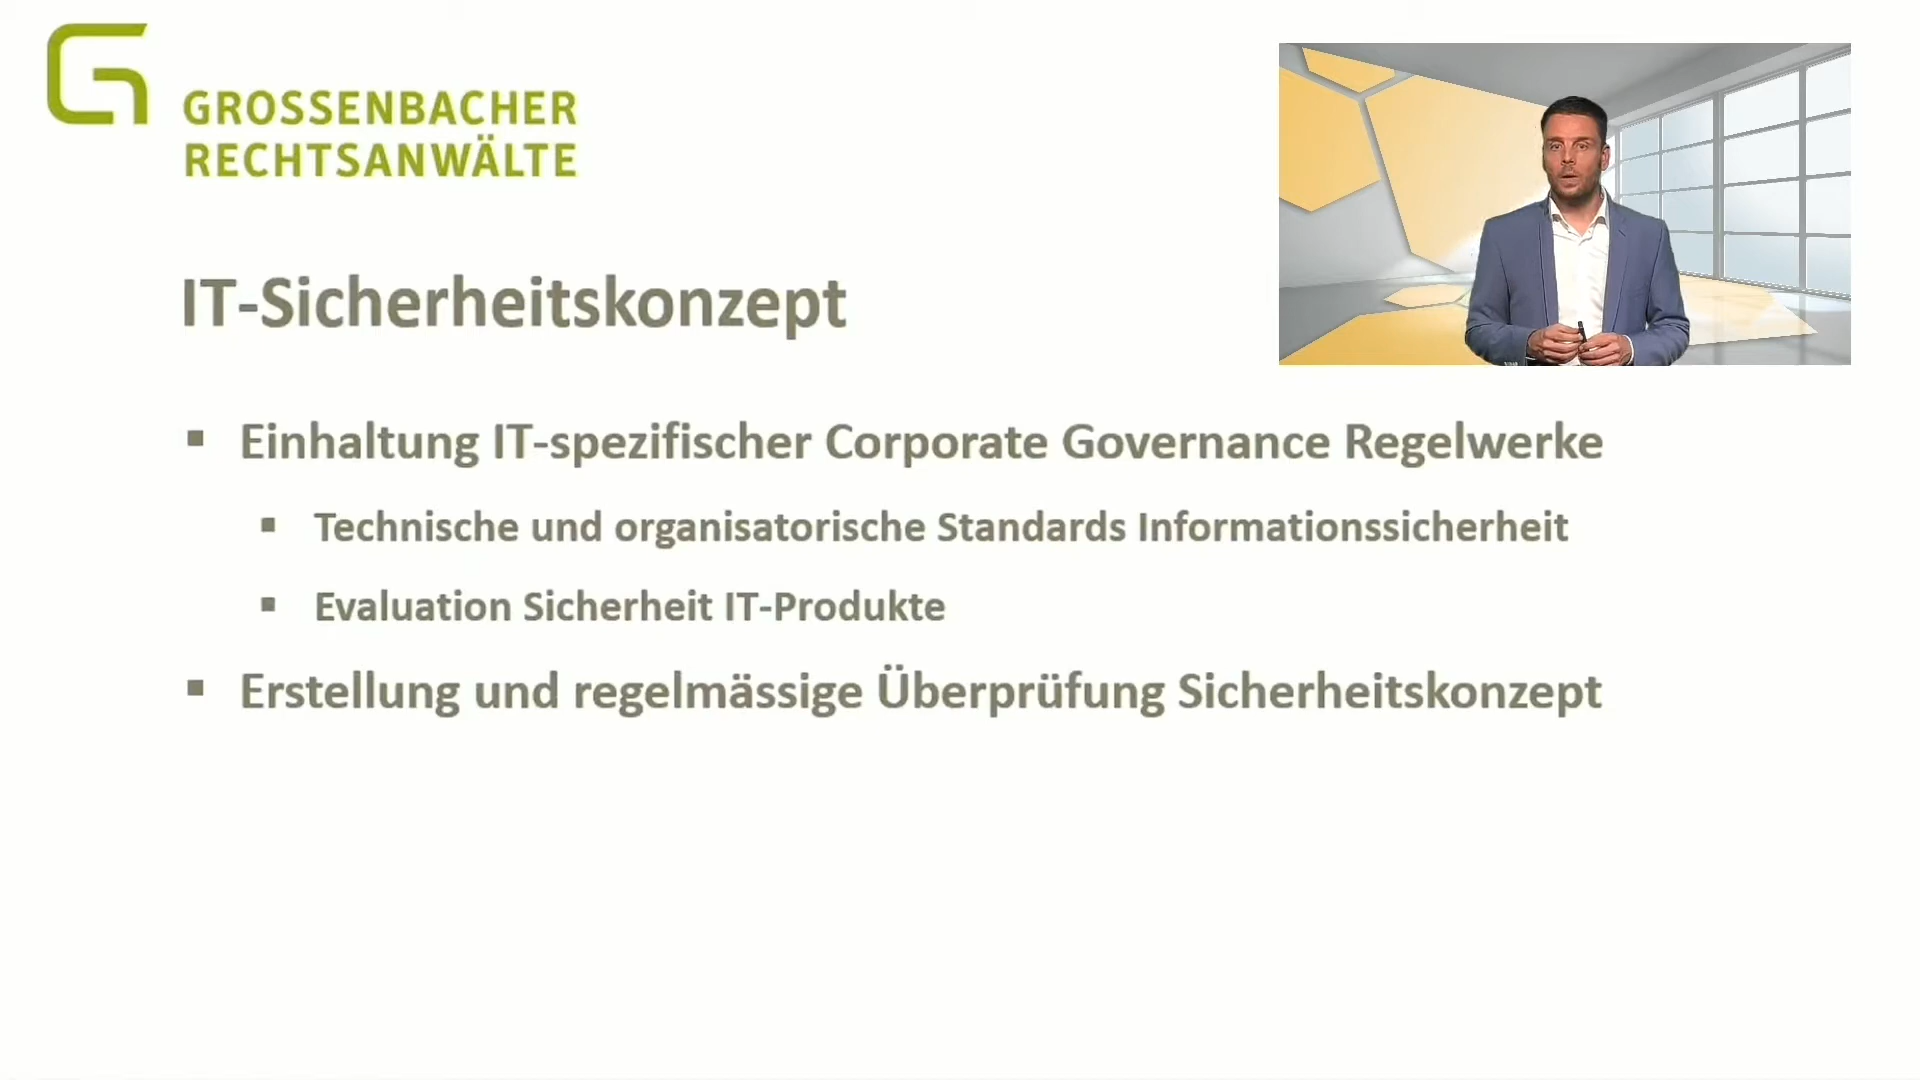 GROSSENBACHER
RECHTSANWÄLTE
IT-Sicherheitskonzept
▪ Einhaltung IT-spezifischer Corporate Governance Regelwerke
▪ Technische und organisatorische Standards Informationssicherheit
▪ Evaluation Sicherheit IT-Produkte
▪ Erstellung und regelmässige Überprüfung Sicherheitskonzept